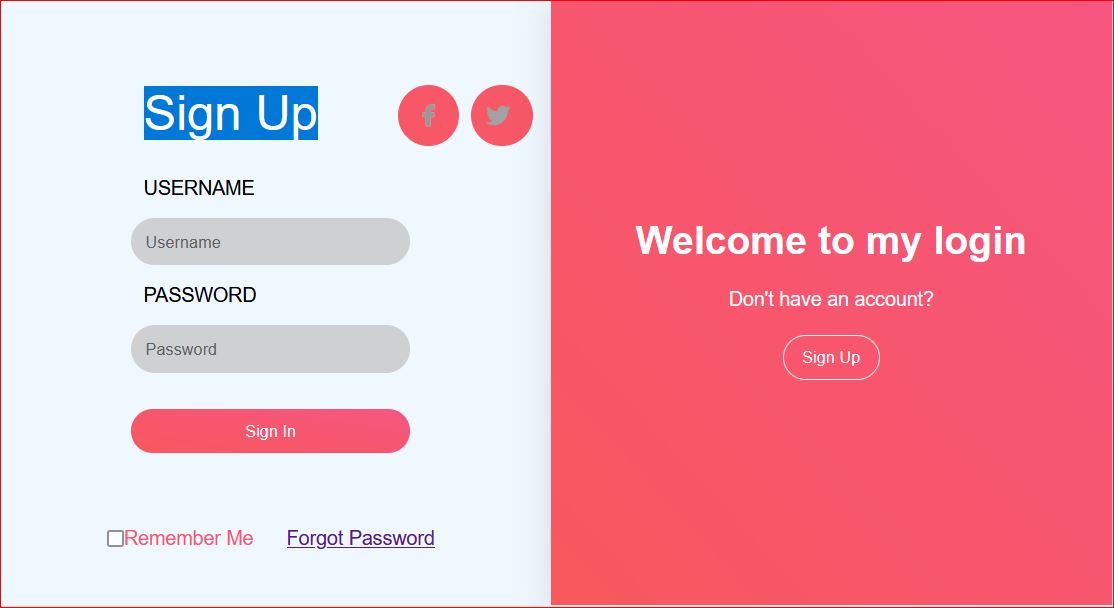 Sign Up
USERNAME
Username
PASSWORD
Password
Sign In
Remember Me
Forgot Password
Welcome to my login
Don't have an account?
Sign Up